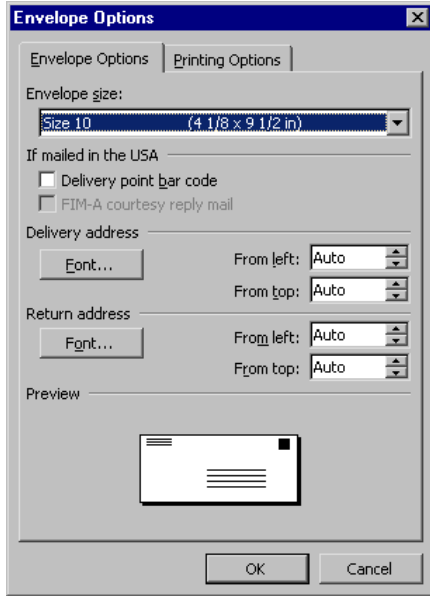 Envelope Options
Envelope Options Printing Options
Envelope size:
Size 10 (4 1/8 x 9 1/2 in)
If mailed in the USA
Delivery point bar code
FIM-A courtesy reply mail
Delivery address
Font... From left: Auto
From top: Auto
Return address
Font... From left: Auto
From top: Auto
Preview
OK Cancel